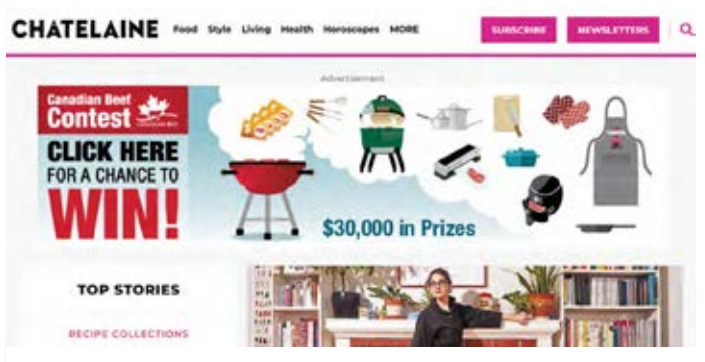 CHATELAINE Food Style Living Health Horoscopes MORE SUBSCRIBE NEWSLETTERS
Advertisement
Canadian Beef
Contest
CLICK HERE
FOR A CHANCE TO
WIN!
$30,000 in Prizes
TOP STORIES
RECIPE COLLECTIONS